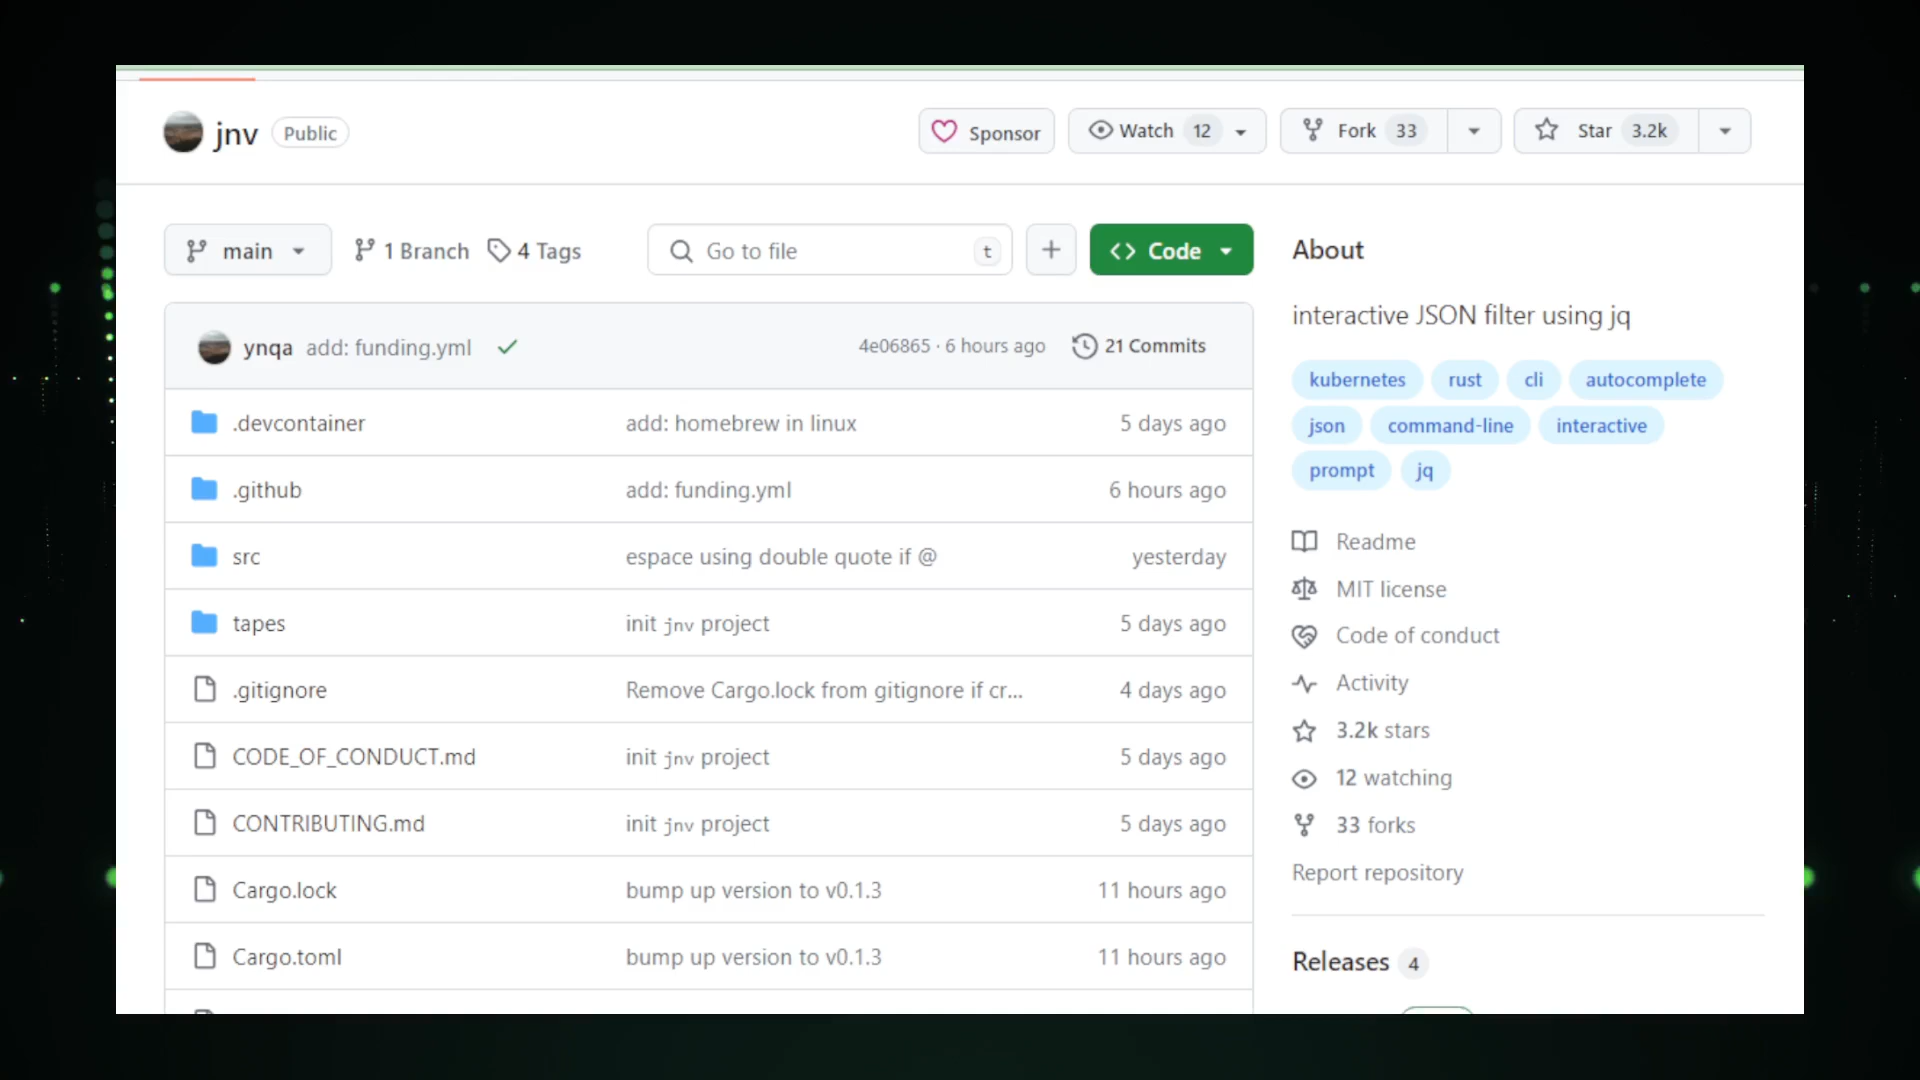 jnv Public Sponsor Watch 12 Fork 33 Star 3.2k
main 1 Branch 4 Tags Go to file t + Code
ynqa add: funding.yml 4e06865 · 6 hours ago 21 Commits
.devcontainer add: homebrew in linux 5 days ago
.github add: funding.yml 6 hours ago
src espace using double quote if @ yesterday
tapes init jnv project 5 days ago
.gitignore Remove Cargo.lock from gitignore if cr... 4 days ago
CODE_OF_CONDUCT.md init jnv project 5 days ago
CONTRIBUTING.md init jnv project 5 days ago
Cargo.lock bump up version to v0.1.3 11 hours ago
Cargo.toml bump up version to v0.1.3 11 hours ago
About
interactive JSON filter using jq
kubernetes rust cli autocomplete
json command-line interactive
prompt jq
Readme
MIT license
Code of conduct
Activity
3.2k stars
12 watching
33 forks
Report repository
Releases 4